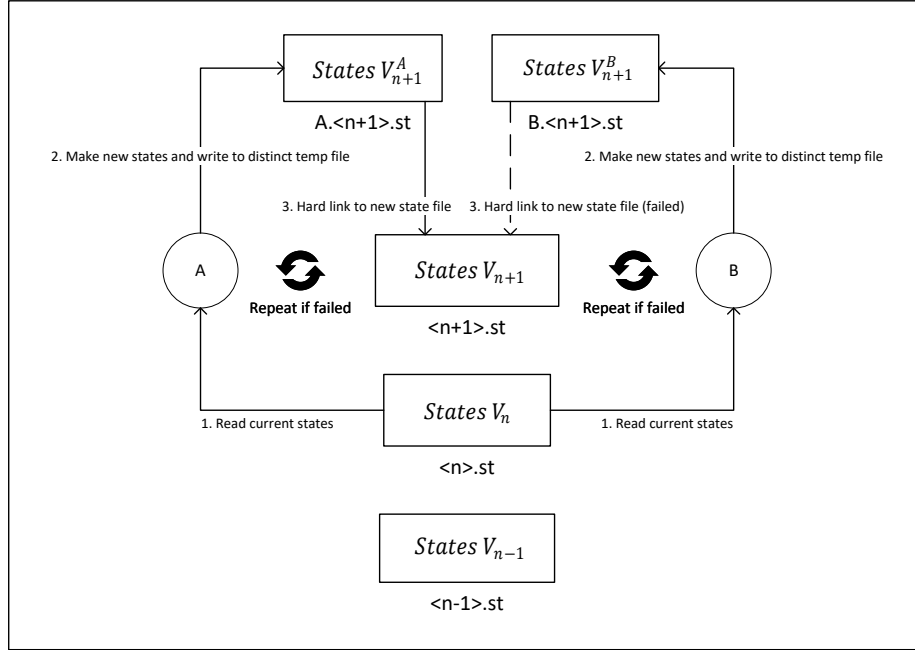 States V_{n+1}^A
States V_{n+1}^B
A.<n+1>.st
B.<n+1>.st
2. Make new states and write to distinct temp file
2. Make new states and write to distinct temp file
3. Hard link to new state file
3. Hard link to new state file (failed)
A
States V_{n+1}
B
Repeat if failed
Repeat if failed
<n+1>.st
States V_n
1. Read current states
1. Read current states
<n>.st
States V_{n−1}
<n-1>.st